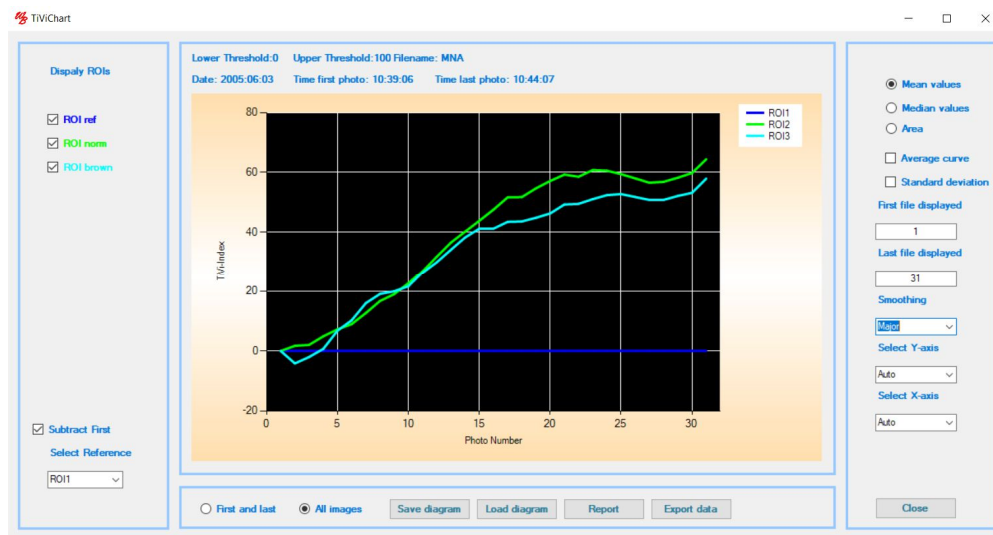 TiViChart
Dispaly ROIs
ROI ref
ROI norm
ROI brown
Subtract First
Select Reference
ROI1
Lower Threshold:0 Upper Threshold:100 Filename: MNA
Date: 2005:06:03 Time first photo: 10:39:06 Time last photo: 10:44:07
80
60
40
20
0
-20
TiVi-Index
0 5 10 15 20 25 30
Photo Number
ROI1
ROI2
ROI3
First and last All images Save diagram Load diagram Report Export data
Mean values
Median values
Area
Average curve
Standard deviation
First file displayed
1
Last file displayed
31
Smoothing
Major
Select Y-axis
Auto
Select X-axis
Auto
Close